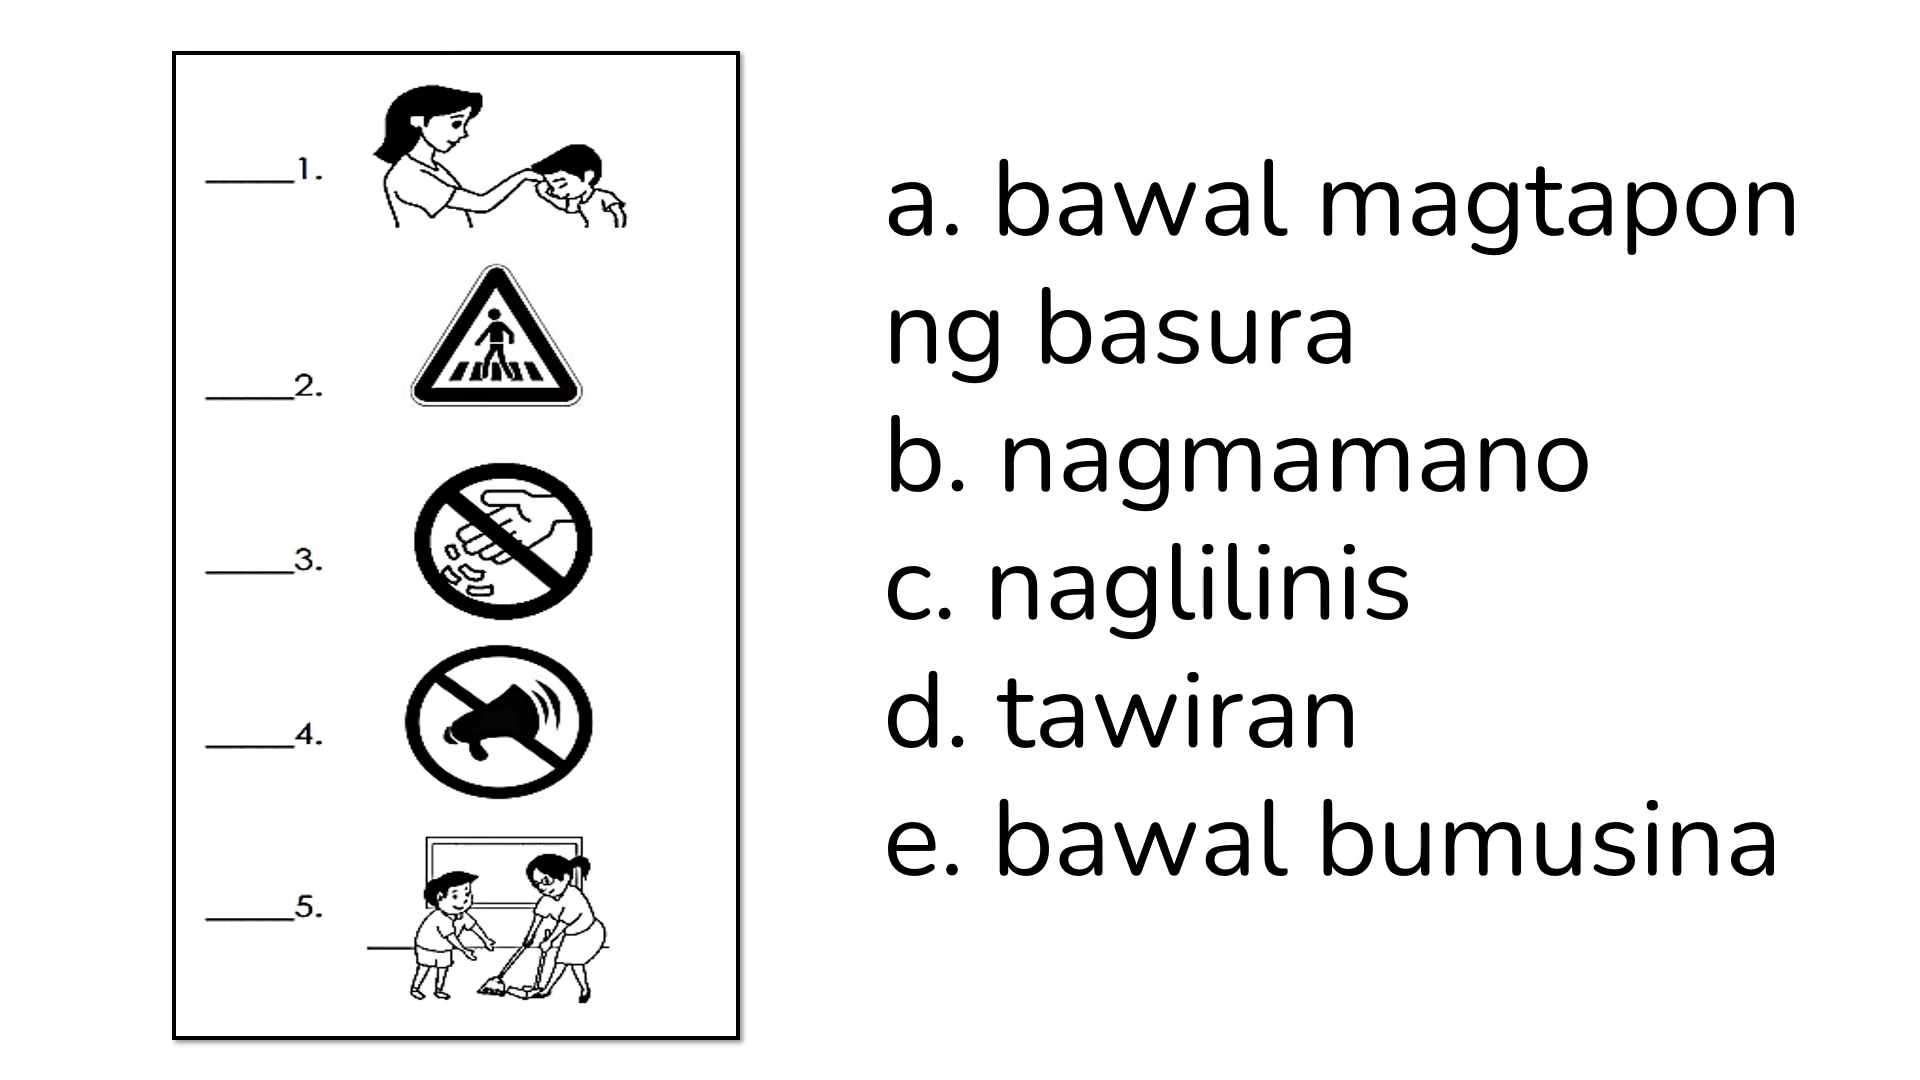 _____1.
_____2.
_____3.
_____4.
_____5.
a. bawal magtapon
ng basura
b. nagmamano
c. naglilinis
d. tawiran
e. bawal bumusina